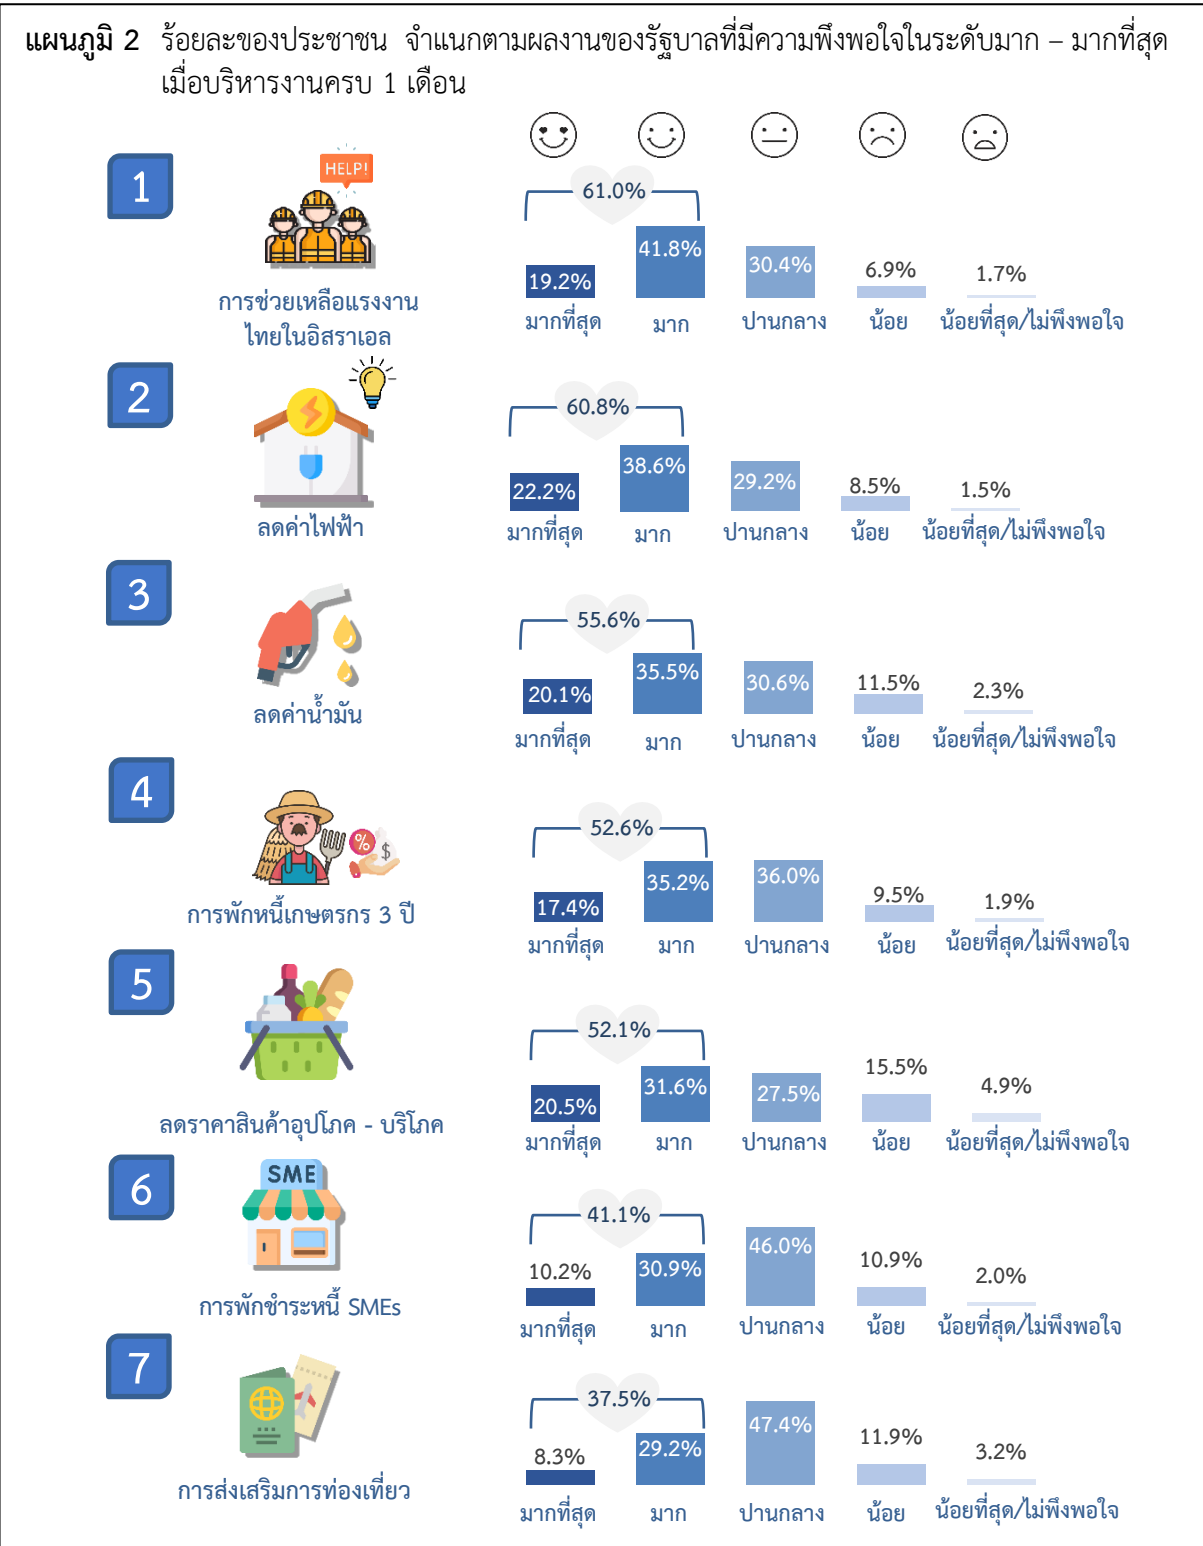 แผนภูมิ 2 ร้อยละของประชาชน จำแนกตามผลงานของรัฐบาลที่มีความพึงพอใจในระดับมาก – มากที่สุด
เมื่อบริหารงานครบ 1 เดือน
1
HELP!
61.0%
19.2% 41.8% 30.4% 6.9% 1.7%
มากที่สุด มาก ปานกลาง น้อย น้อยที่สุด/ไม่พึงพอใจ
การช่วยเหลือแรงงาน
ไทยในอิสราเอล
2
60.8%
22.2% 38.6% 29.2% 8.5% 1.5%
มากที่สุด มาก ปานกลาง น้อย น้อยที่สุด/ไม่พึงพอใจ
ลดค่าไฟฟ้า
3
55.6%
20.1% 35.5% 30.6% 11.5% 2.3%
มากที่สุด มาก ปานกลาง น้อย น้อยที่สุด/ไม่พึงพอใจ
ลดค่าน้ำมัน
4
% $
52.6%
17.4% 35.2% 36.0% 9.5% 1.9%
มากที่สุด มาก ปานกลาง น้อย น้อยที่สุด/ไม่พึงพอใจ
การพักหนี้เกษตรกร 3 ปี
5
52.1%
20.5% 31.6% 27.5% 15.5% 4.9%
มากที่สุด มาก ปานกลาง น้อย น้อยที่สุด/ไม่พึงพอใจ
ลดราคาสินค้าอุปโภค - บริโภค
6
SME
41.1%
10.2% 30.9% 46.0% 10.9% 2.0%
มากที่สุด มาก ปานกลาง น้อย น้อยที่สุด/ไม่พึงพอใจ
การพักชำระหนี้ SMEs
7
37.5%
8.3% 29.2% 47.4% 11.9% 3.2%
มากที่สุด มาก ปานกลาง น้อย น้อยที่สุด/ไม่พึงพอใจ
การส่งเสริมการท่องเที่ยว